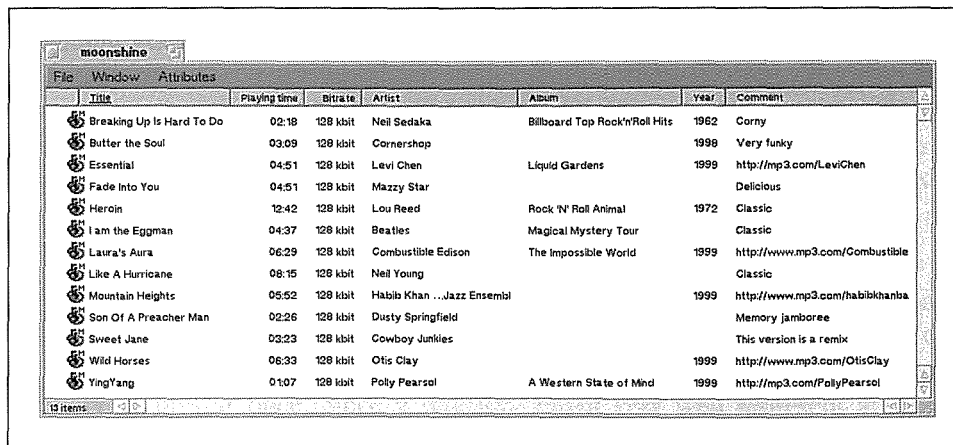 moonshine
File Window Attributes
Title Playing time Bitrate Artist Album Year Comment
Breaking Up Is Hard To Do 02:18 128 kbit Neil Sedaka Billboard Top Rock'n'Roll Hits 1962 Corny
Butter the Soul 03:09 128 kbit Cornershop 1998 Very funky
Essential 04:51 128 kbit Levi Chen Liquid Gardens 1999 http://mp3.com/LeviChen
Fade Into You 04:51 128 kbit Mazzy Star Delicious
Heroin 12:42 128 kbit Lou Reed Rock 'N' Roll Animal 1972 Classic
I am the Eggman 04:37 128 kbit Beatles Magical Mystery Tour Classic
Laura's Aura 06:29 128 kbit Combustible Edison The Impossible World 1999 http://www.mp3.com/Combustible
Like A Hurricane 08:15 128 kbit Neil Young Classic
Mountain Heights 05:52 128 kbit Habib Khan ...Jazz Ensembl 1999 http://www.mp3.com/habibkhanba
Son Of A Preacher Man 02:26 128 kbit Dusty Springfield Memory jamboree
Sweet Jane 03:23 128 kbit Cowboy Junkies This version is a remix
Wild Horses 06:33 128 kbit Otis Clay 1999 http://www.mp3.com/OtisClay
YingYang 01:07 128 kbit Polly Pearsol A Western State of Mind 1999 http://mp3.com/PollyPearsol
13 items